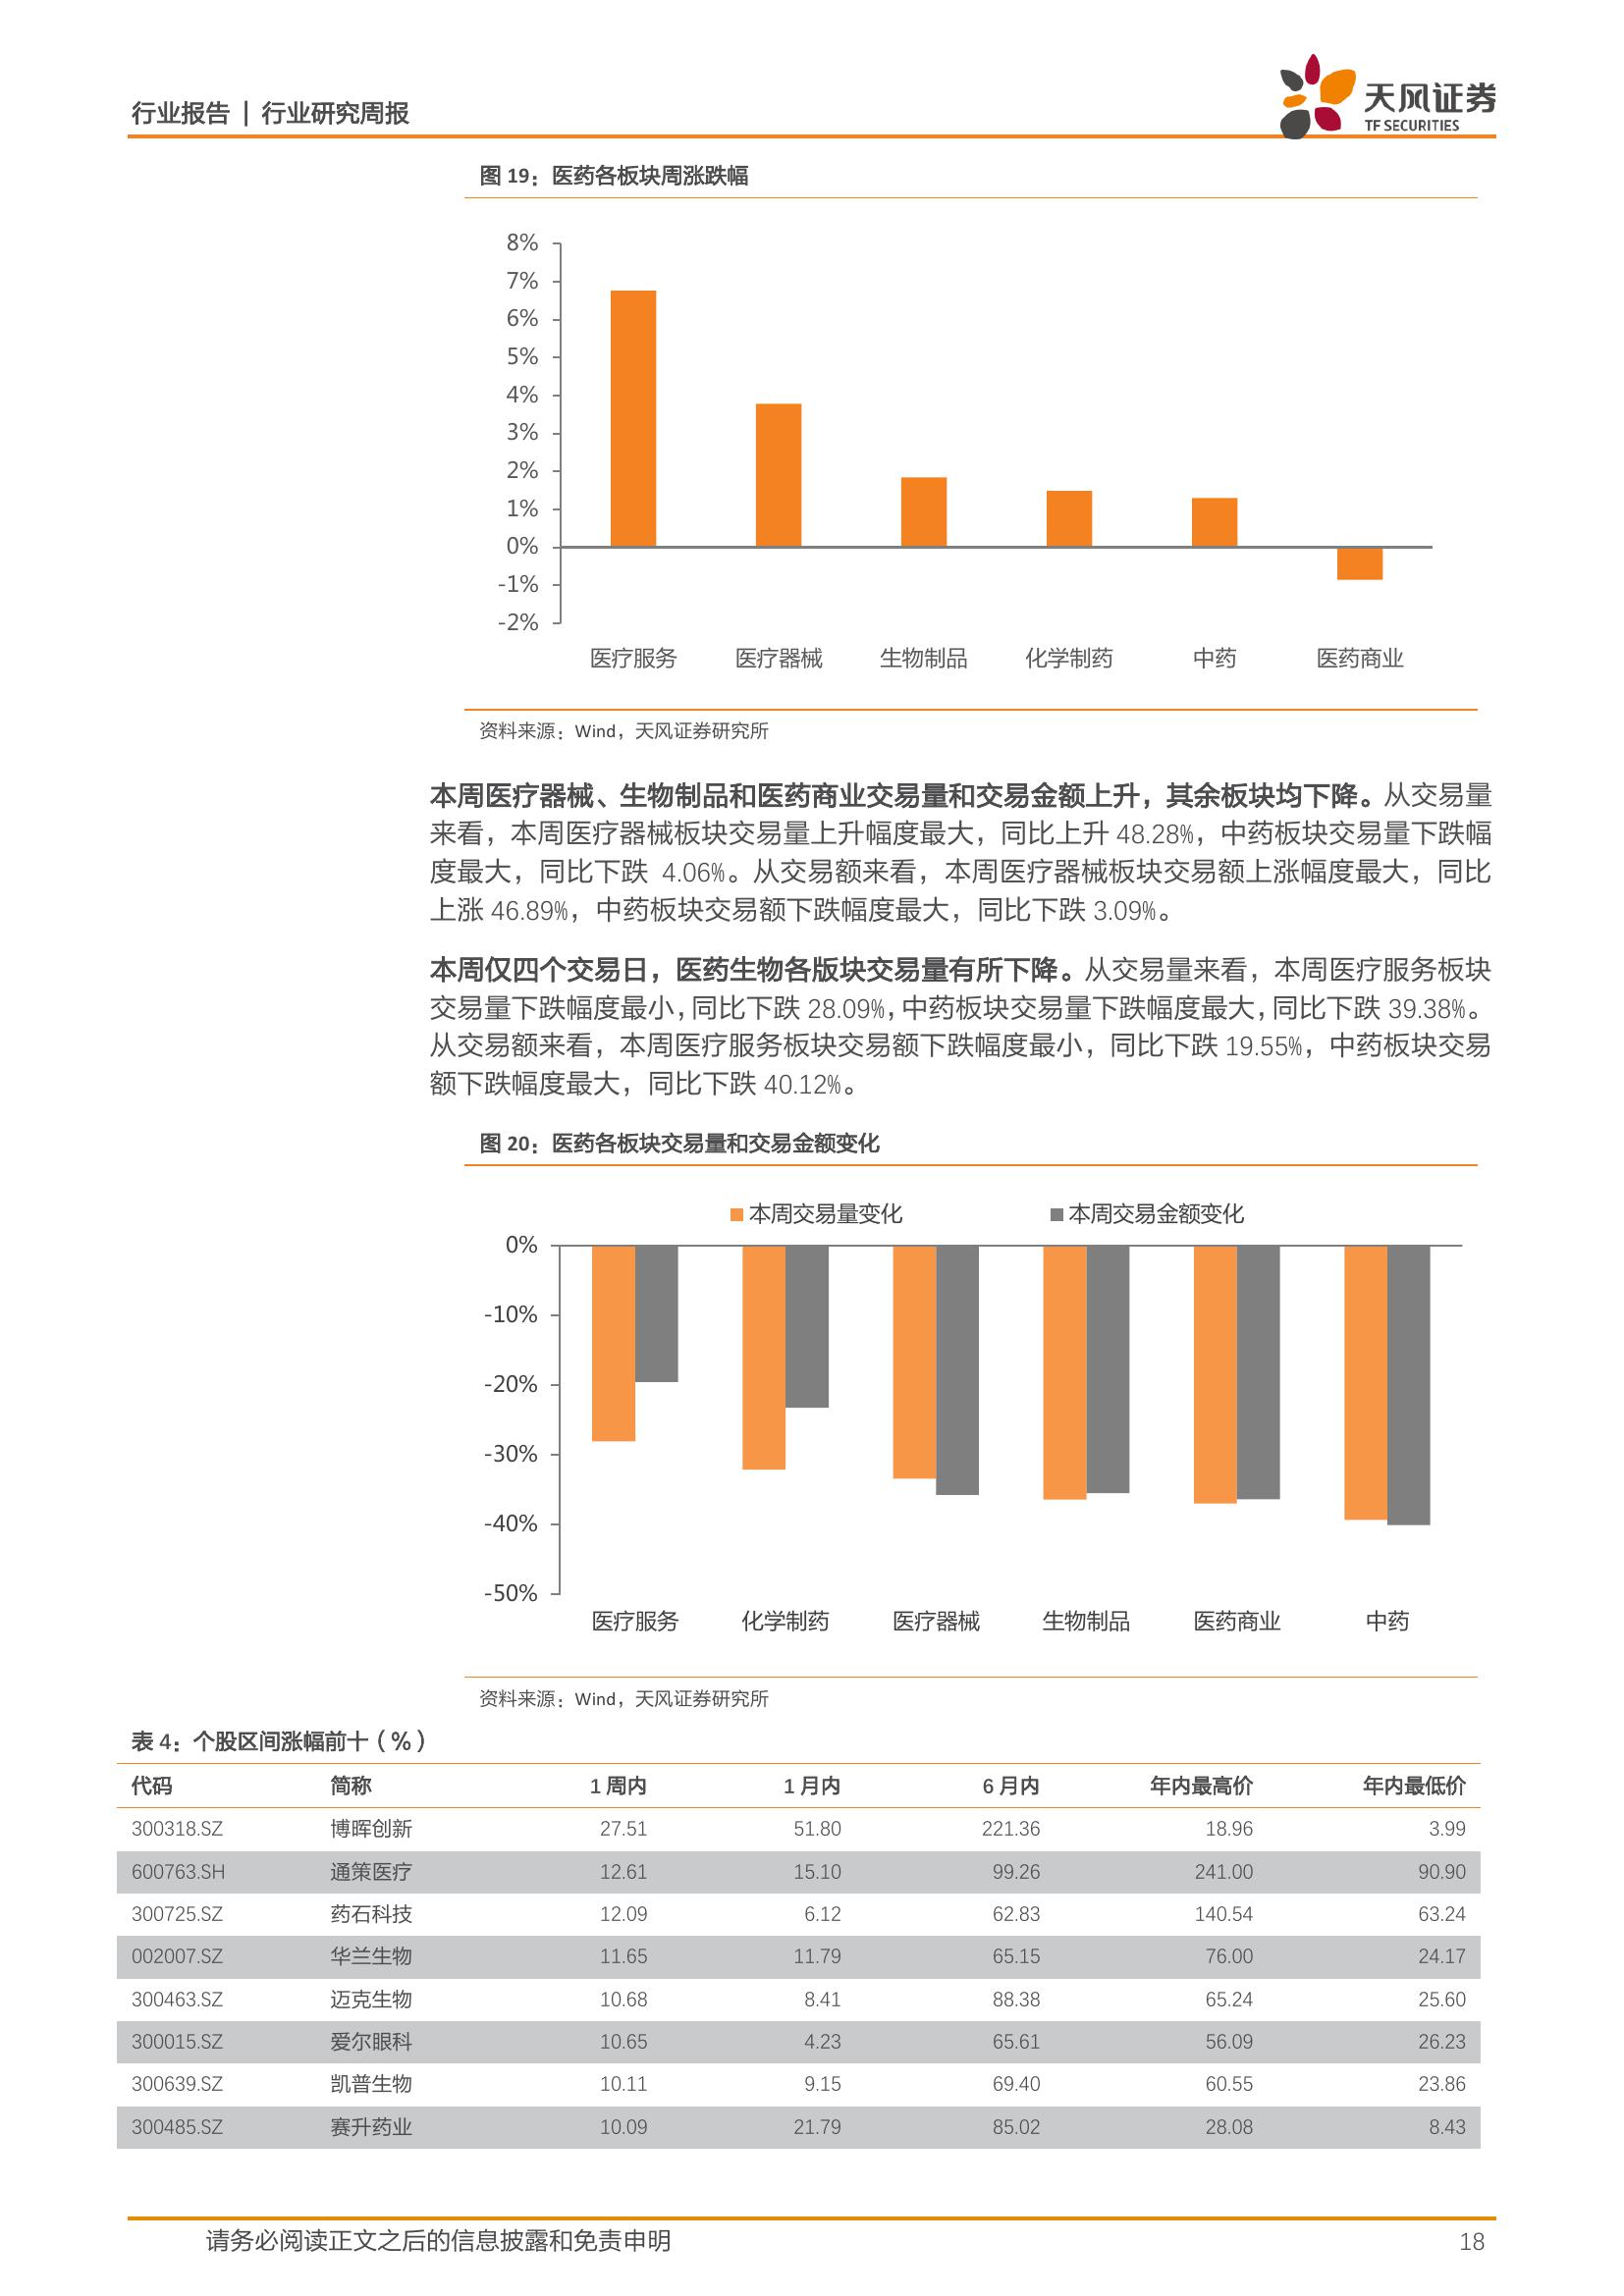 行业报告 | 行业研究周报
天风证券
TF SECURITIES
图 19：医药各板块周涨跌幅
8%
7%
6%
5%
4%
3%
2%
1%
0%
-1%
-2%
医疗服务 医疗器械 生物制品 化学制药 中药 医药商业
资料来源：Wind，天风证券研究所
本周医疗器械、生物制品和医药商业交易量和交易金额上升，其余板块均下降。从交易量
来看，本周医疗器械板块交易量上升幅度最大，同比上升 48.28%，中药板块交易量下跌幅
度最大，同比下跌 4.06%。从交易额来看，本周医疗器械板块交易额上涨幅度最大，同比
上涨 46.89%，中药板块交易额下跌幅度最大，同比下跌 3.09%。
本周仅四个交易日，医药生物各版块交易量有所下降。从交易量来看，本周医疗服务板块
交易量下跌幅度最小，同比下跌 28.09%，中药板块交易量下跌幅度最大，同比下跌 39.38%。
从交易额来看，本周医疗服务板块交易额下跌幅度最小，同比下跌 19.55%，中药板块交易
额下跌幅度最大，同比下跌 40.12%。
图 20：医药各板块交易量和交易金额变化
本周交易量变化 本周交易金额变化
0%
-10%
-20%
-30%
-40%
-50%
医疗服务 化学制药 医疗器械 生物制品 医药商业 中药
资料来源：Wind，天风证券研究所
表 4：个股区间涨幅前十（%）
代码 简称 1 周内 1 月内 6 月内 年内最高价 年内最低价
300318.SZ 博晖创新 27.51 51.80 221.36 18.96 3.99
600763.SH 通策医疗 12.61 15.10 99.26 241.00 90.90
300725.SZ 药石科技 12.09 6.12 62.83 140.54 63.24
002007.SZ 华兰生物 11.65 11.79 65.15 76.00 24.17
300463.SZ 迈克生物 10.68 8.41 88.38 65.24 25.60
300015.SZ 爱尔眼科 10.65 4.23 65.61 56.09 26.23
300639.SZ 凯普生物 10.11 9.15 69.40 60.55 23.86
300485.SZ 赛升药业 10.09 21.79 85.02 28.08 8.43
请务必阅读正文之后的信息披露和免责申明 18